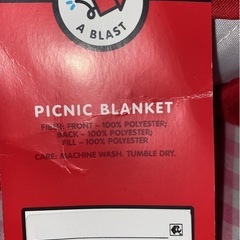 A BLAST
PICNIC BLANKET
FIBER: FRONT – 100% POLYESTER;
BACK – 100% POLYESTER;
FILL – 100% POLYESTER
CARE: MACHINE WASH. TUMBLE DRY.